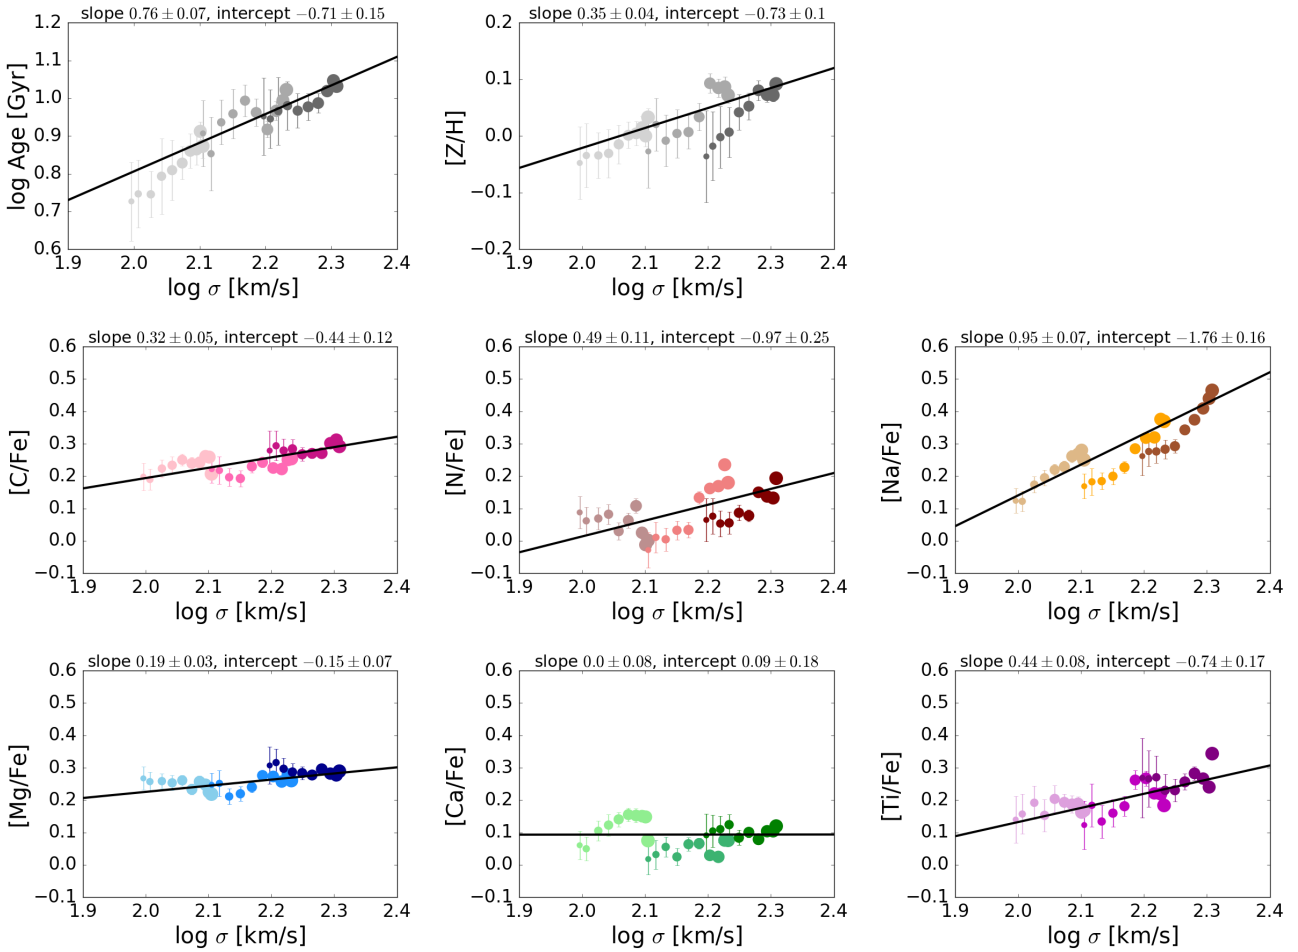 slope 0.76 ± 0.07, intercept −0.71 ± 0.15
1.2
1.1
1.0
0.9
0.8
0.7
0.6
log Age [Gyr]
1.9 2.0 2.1 2.2 2.3 2.4
log σ [km/s]
slope 0.35 ± 0.04, intercept −0.73 ± 0.1
0.2
0.1
0.0
−0.1
−0.2
[Z/H]
1.9 2.0 2.1 2.2 2.3 2.4
log σ [km/s]
slope 0.32 ± 0.05, intercept −0.44 ± 0.12
0.6
0.5
0.4
0.3
0.2
0.1
0.0
−0.1
[C/Fe]
1.9 2.0 2.1 2.2 2.3 2.4
log σ [km/s]
slope 0.49 ± 0.11, intercept −0.97 ± 0.25
0.6
0.5
0.4
0.3
0.2
0.1
0.0
−0.1
[N/Fe]
1.9 2.0 2.1 2.2 2.3 2.4
log σ [km/s]
slope 0.95 ± 0.07, intercept −1.76 ± 0.16
0.6
0.5
0.4
0.3
0.2
0.1
0.0
−0.1
[Na/Fe]
1.9 2.0 2.1 2.2 2.3 2.4
log σ [km/s]
slope 0.19 ± 0.03, intercept −0.15 ± 0.07
0.6
0.5
0.4
0.3
0.2
0.1
0.0
−0.1
[Mg/Fe]
1.9 2.0 2.1 2.2 2.3 2.4
log σ [km/s]
slope 0.0 ± 0.08, intercept 0.09 ± 0.18
0.6
0.5
0.4
0.3
0.2
0.1
0.0
−0.1
[Ca/Fe]
1.9 2.0 2.1 2.2 2.3 2.4
log σ [km/s]
slope 0.44 ± 0.08, intercept −0.74 ± 0.17
0.6
0.5
0.4
0.3
0.2
0.1
0.0
−0.1
[Ti/Fe]
1.9 2.0 2.1 2.2 2.3 2.4
log σ [km/s]